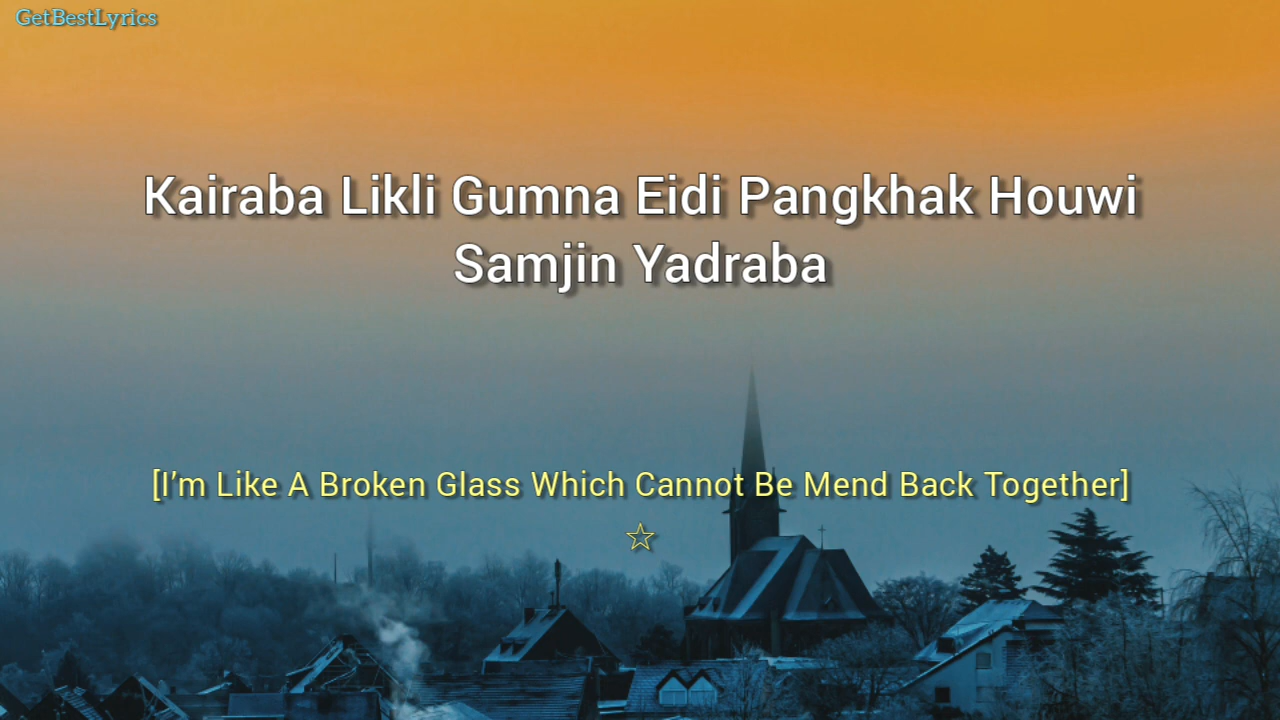 GetBestLyrics
Kairaba Likli Gumna Eidi Pangkhak Houwi
Samjin Yadraba
[I'm Like A Broken Glass Which Cannot Be Mend Back Together]
☆